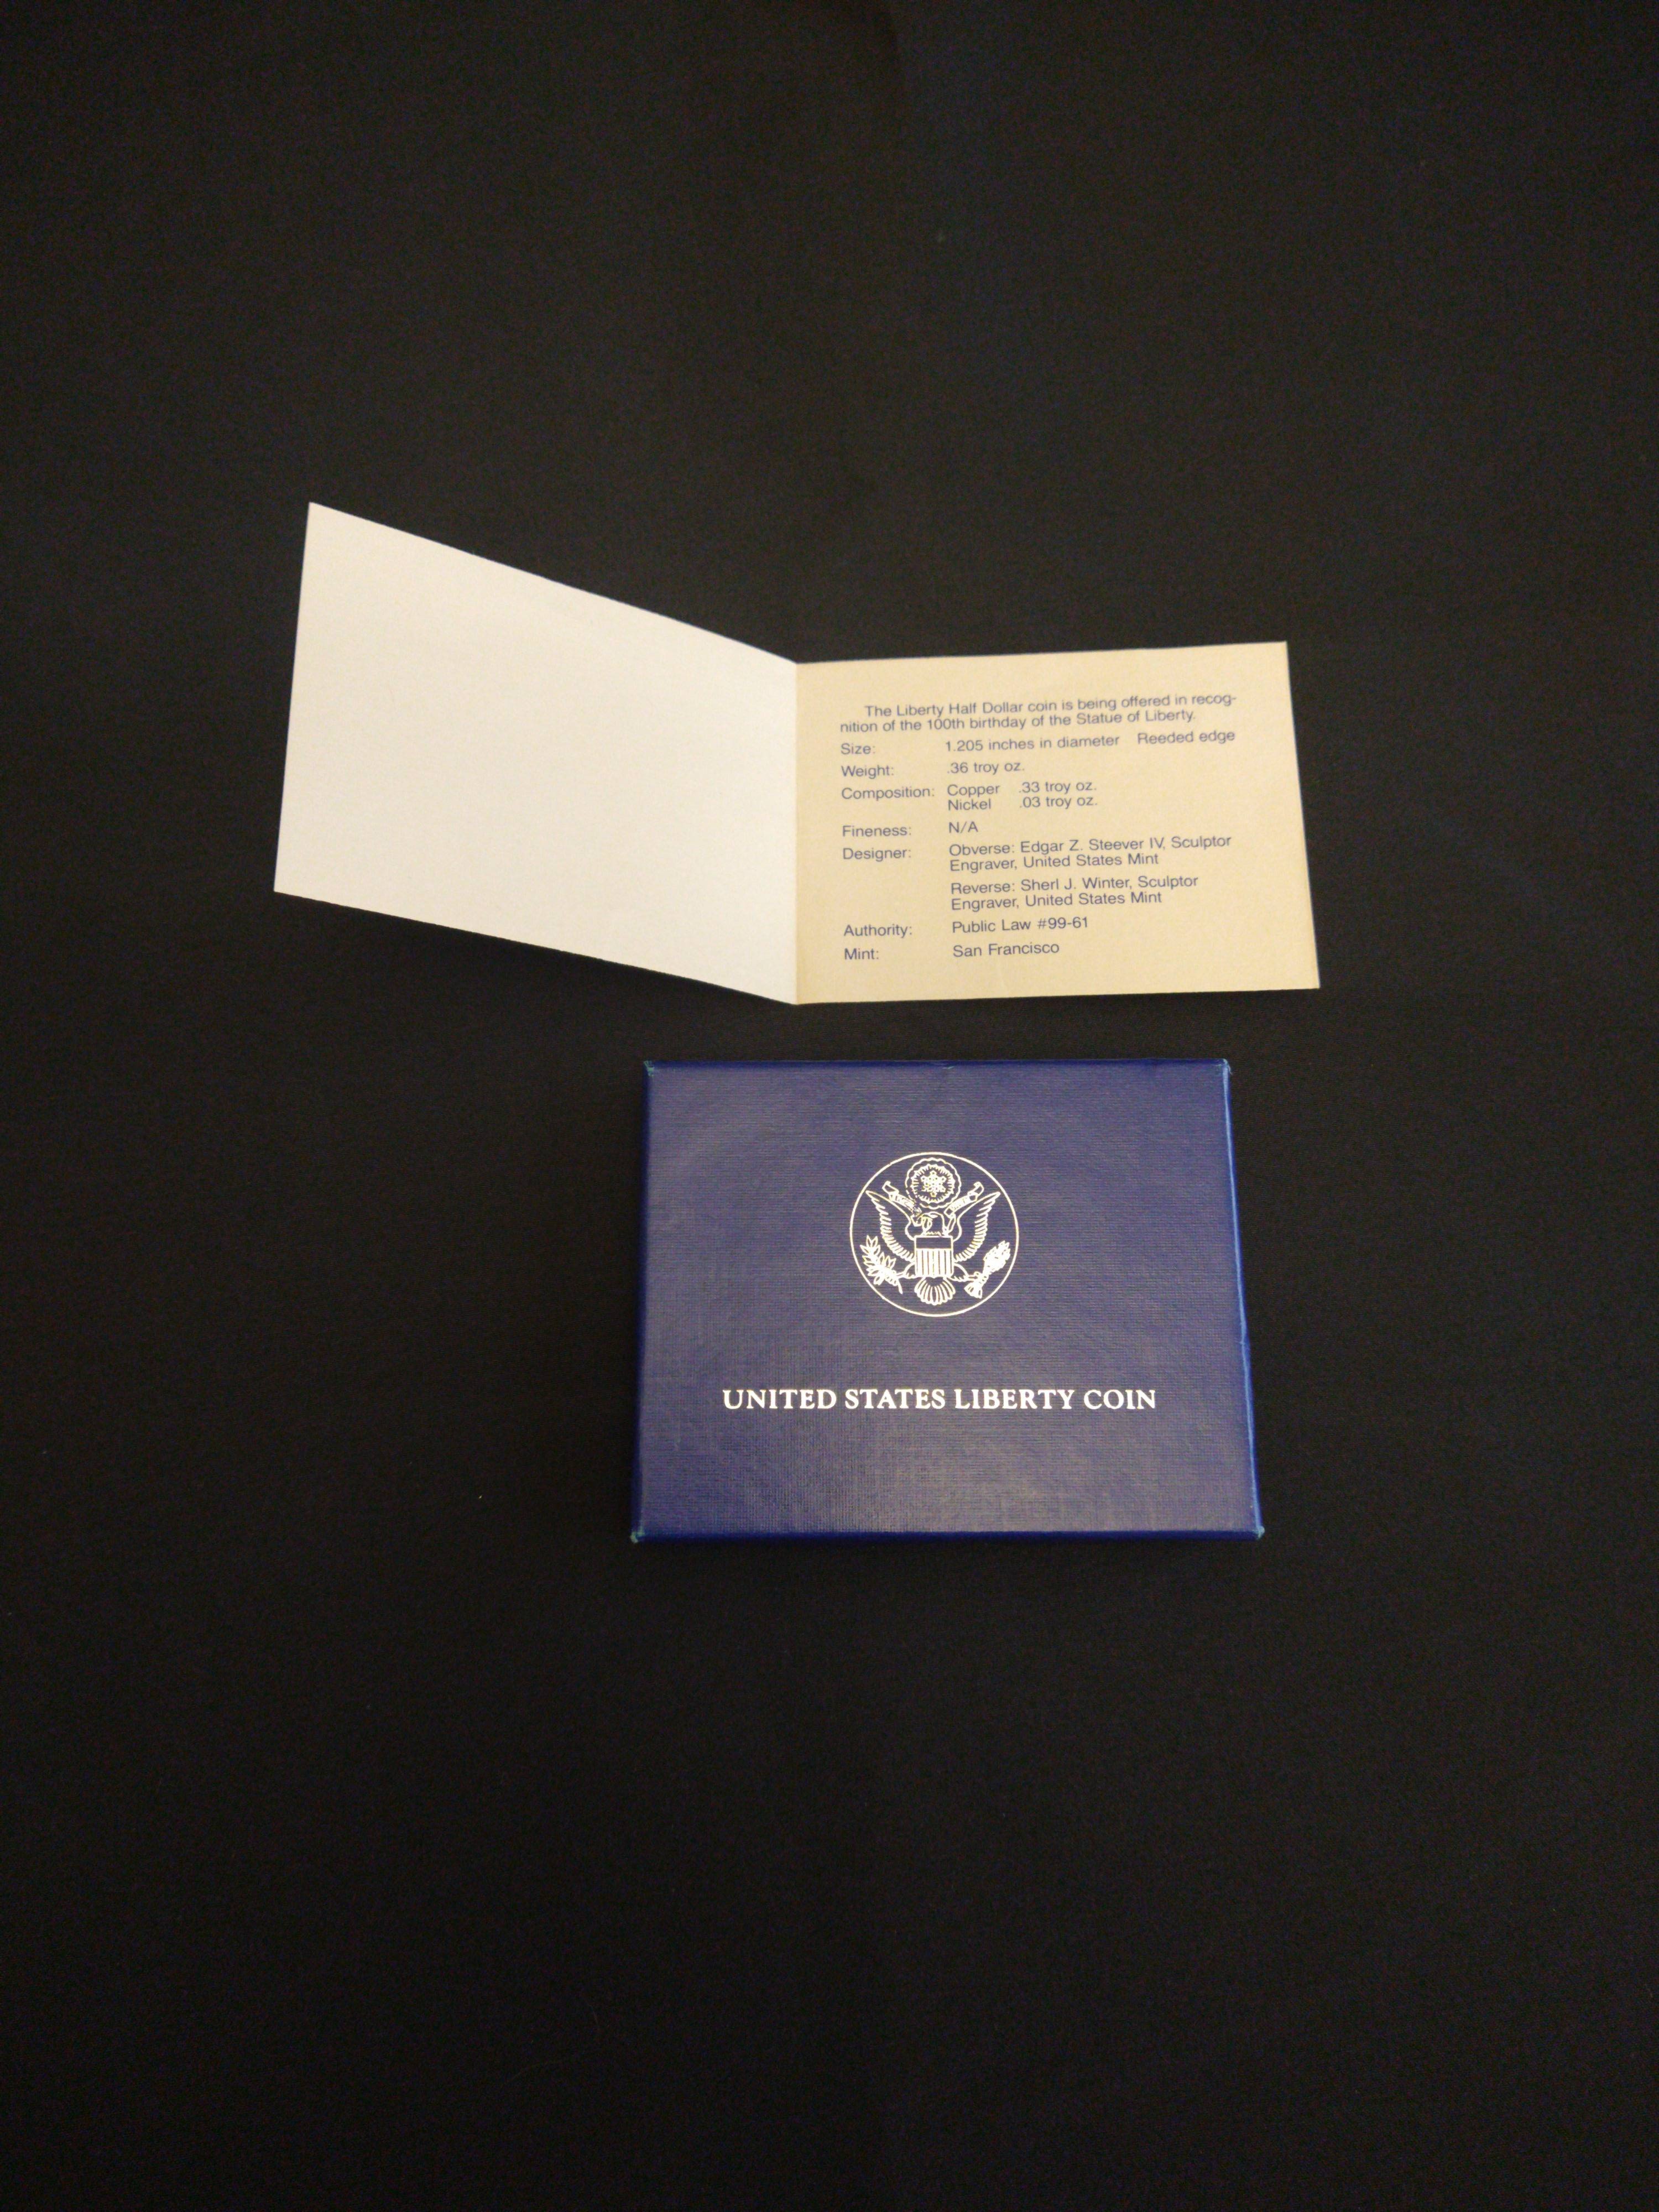 The Liberty Half Dollar coin is being offered in recog-
nition of the 100th birthday of the Statue of Liberty.
Size: 1.205 inches in diameter Reeded edge
Weight: .36 troy oz.
Composition: Copper .33 troy oz.
Nickel .03 troy oz.
Fineness: N/A
Designer: Obverse: Edgar Z. Steever IV, Sculptor
Engraver, United States Mint
Reverse: Sherl J. Winter, Sculptor
Engraver, United States Mint
Authority: Public Law #99-61
Mint: San Francisco
UNITED STATES LIBERTY COIN